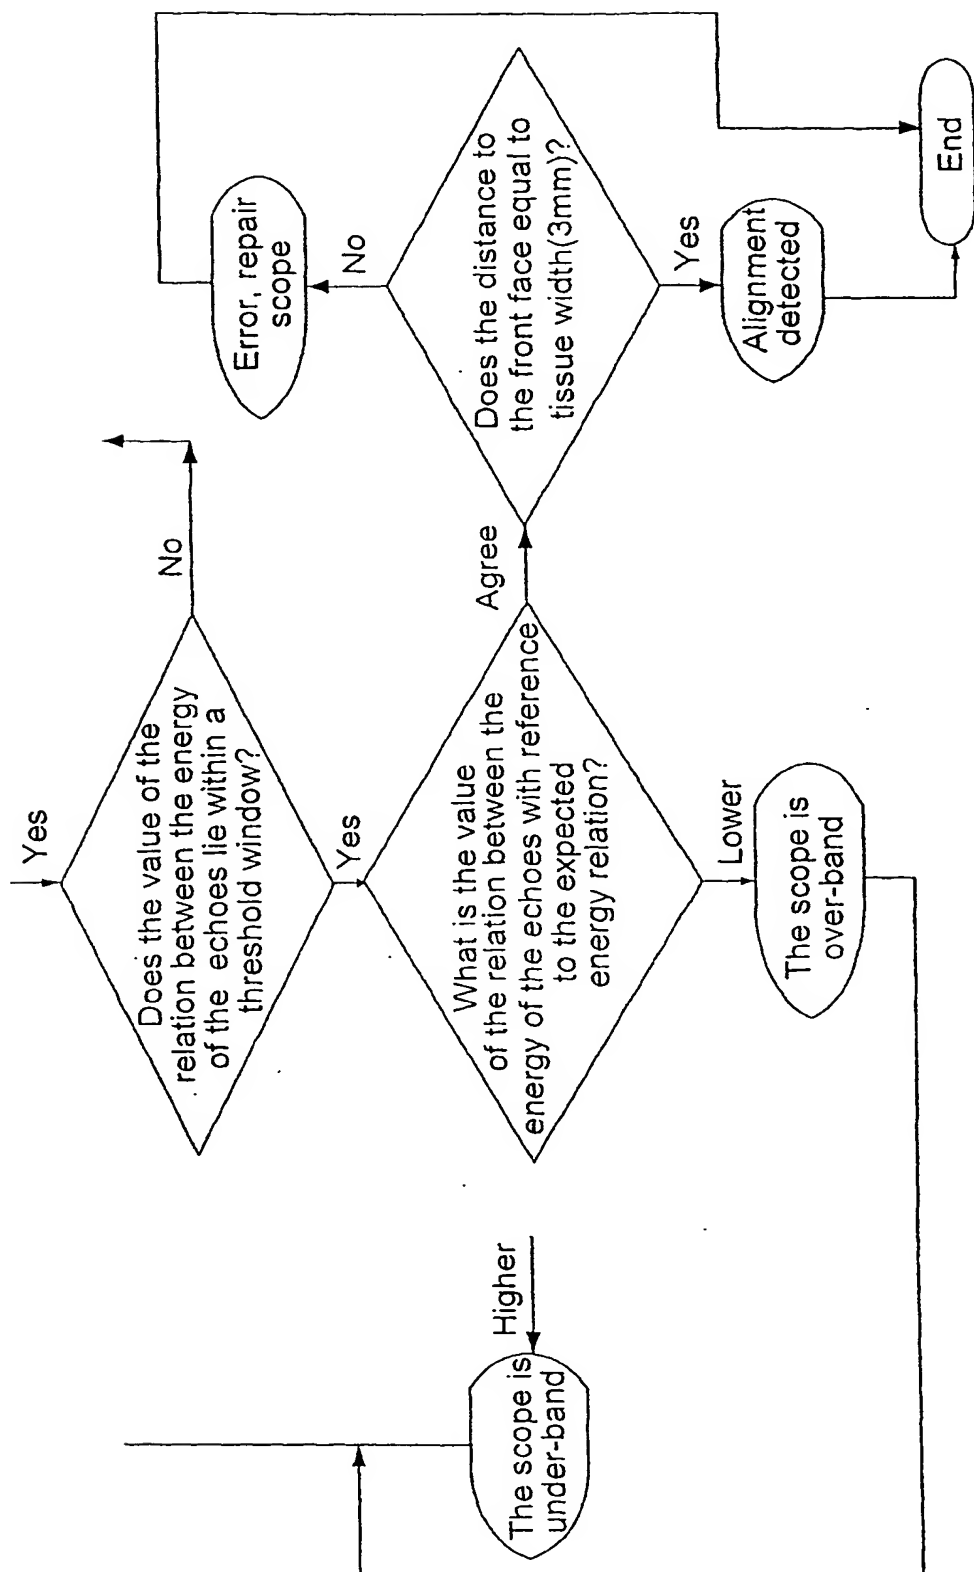 Yes
Does the value of the
relation between the energy
of the echoes lie within a
threshold window?
No
Yes
What is the value
of the relation between the
energy of the echoes with reference
to the expected
energy relation?
Higher
The scope is
under-band
Lower
The scope is
over-band
Agree
Does the distance to
the front face equal to
tissue width(3mm)?
No
Error, repair
scope
Yes
Alignment
detected
End